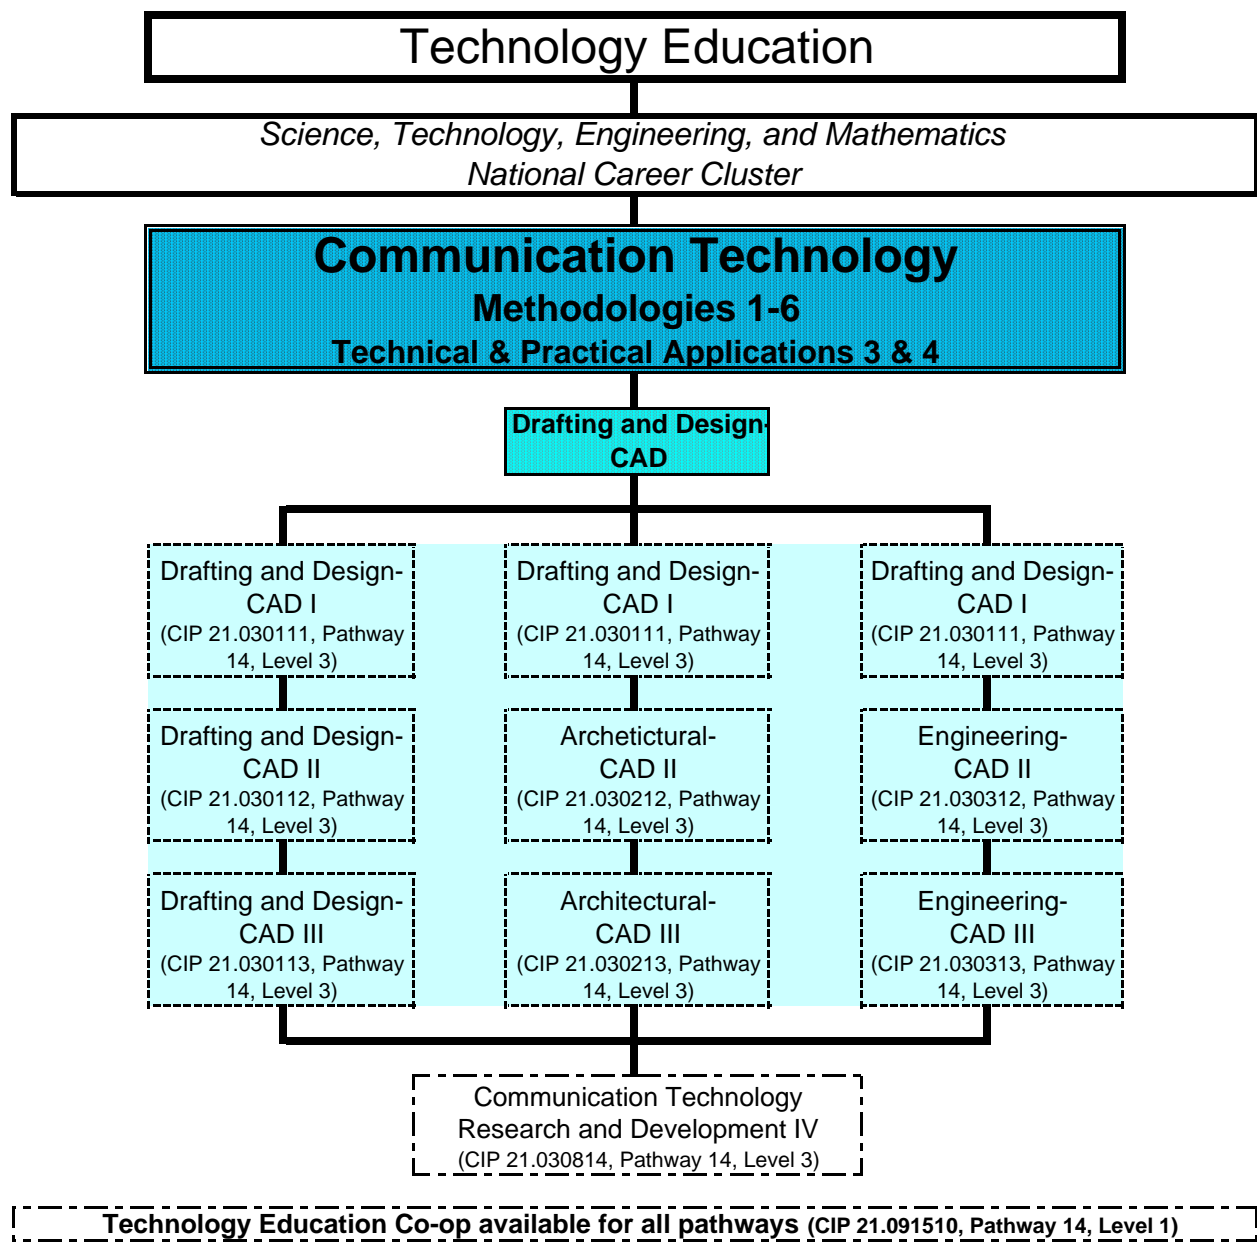 Technology Education
Science, Technology, Engineering, and Mathematics
National Career Cluster
Communication Technology
Methodologies 1-6
Technical & Practical Applications 3 & 4
Drafting and Design-
CAD
Drafting and Design-
CAD I
(CIP 21.030111, Pathway
14, Level 3)
Drafting and Design-
CAD I
(CIP 21.030111, Pathway
14, Level 3)
Drafting and Design-
CAD I
(CIP 21.030111, Pathway
14, Level 3)
Drafting and Design-
CAD II
(CIP 21.030112, Pathway
14, Level 3)
Archetictural-
CAD II
(CIP 21.030212, Pathway
14, Level 3)
Engineering-
CAD II
(CIP 21.030312, Pathway
14, Level 3)
Drafting and Design-
CAD III
(CIP 21.030113, Pathway
14, Level 3)
Architectural-
CAD III
(CIP 21.030213, Pathway
14, Level 3)
Engineering-
CAD III
(CIP 21.030313, Pathway
14, Level 3)
Communication Technology
Research and Development IV
(CIP 21.030814, Pathway 14, Level 3)
Technology Education Co-op available for all pathways (CIP 21.091510, Pathway 14, Level 1)